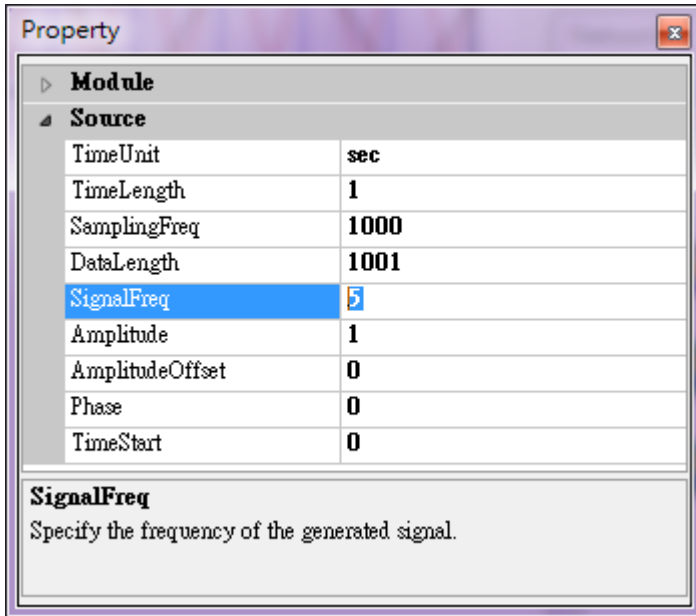 Property
Module
Source
TimeUnit sec
TimeLength 1
SamplingFreq 1000
DataLength 1001
SignalFreq 5
Amplitude 1
AmplitudeOffset 0
Phase 0
TimeStart 0
SignalFreq
Specify the frequency of the generated signal.